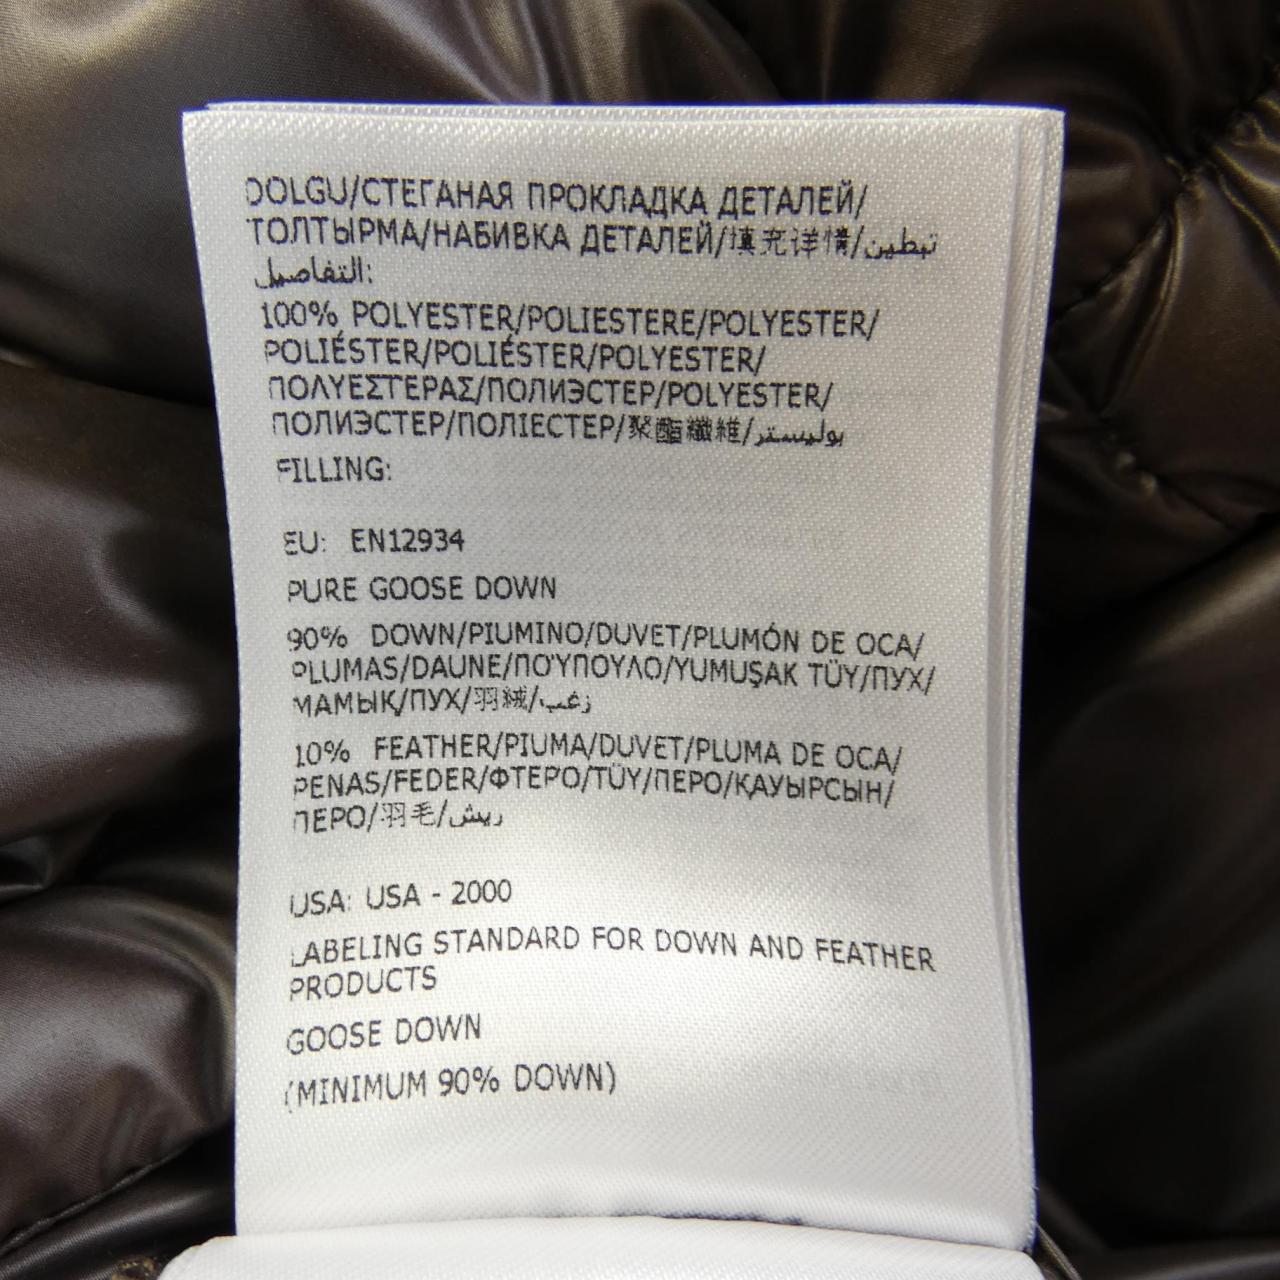 DOLGU/СТЕГАНАЯ ПРОКЛАДКА ДЕТАЛЕЙ/
ТОЛТЫРМА/НАБИВКА ДЕТАЛЕЙ/填充详情/تبطين
التفاصيل:
100% POLYESTER/POLIESTERE/POLYESTER/
POLIÉSTER/POLIÉSTER/POLYESTER/
ΠΟΛΥΕΣΤΕΡΑΣ/ПОЛИЭСТЕР/POLYESTER/
ПОЛИЭСТЕР/ПОЛІЕСТЕР/聚酯纖維/بوليستر
FILLING:
EU: EN12934
PURE GOOSE DOWN
90% DOWN/PIUMINO/DUVET/PLUMÓN DE OCA/
PLUMAS/DAUNE/ΠΟΎΠΟΥΛΟ/YUMUŞAK TÜY/ПУХ/
МАМЫҚ/ПУХ/羽絨/زغب
10% FEATHER/PIUMA/DUVET/PLUMA DE OCA/
PENAS/FEDER/ΦΤΕΡΟ/TÜY/ПЕРО/ҚАУЫРСЫН/
ПЕРО/羽毛/ريش
USA: USA - 2000
LABELING STANDARD FOR DOWN AND FEATHER
PRODUCTS
GOOSE DOWN
(MINIMUM 90% DOWN)